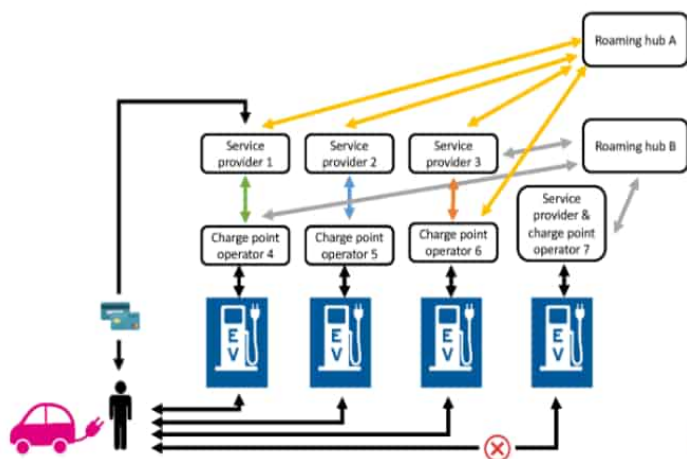 Roaming hub A
Service
provider 1
Service
provider 2
Service
provider 3
Roaming hub B
Charge point
operator 4
Charge point
operator 5
Charge point
operator 6
Service
provider &
charge point
operator 7
E
V
E
V
E
V
E
V